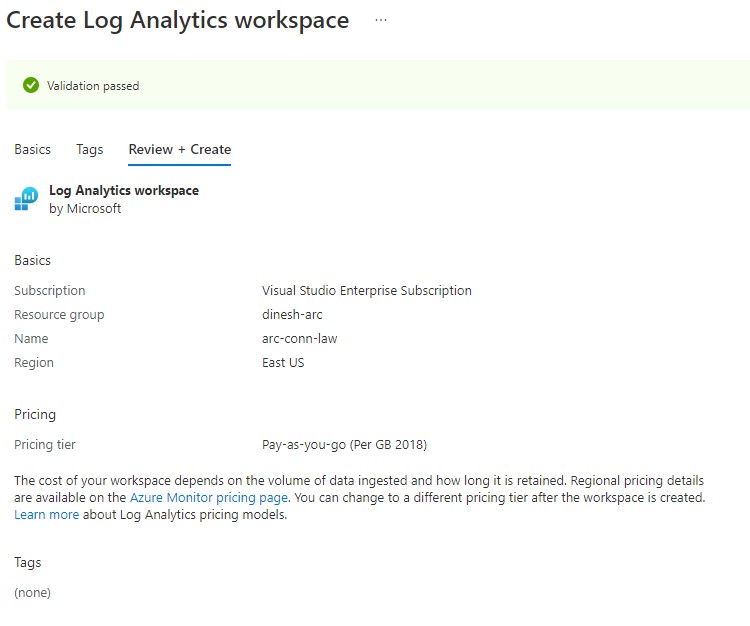 Create Log Analytics workspace ...
Validation passed
Basics Tags Review + Create
Log Analytics workspace
by Microsoft
Basics
Subscription Visual Studio Enterprise Subscription
Resource group dinesh-arc
Name arc-conn-law
Region East US
Pricing
Pricing tier Pay-as-you-go (Per GB 2018)
The cost of your workspace depends on the volume of data ingested and how long it is retained. Regional pricing details
are available on the Azure Monitor pricing page. You can change to a different pricing tier after the workspace is created.
Learn more about Log Analytics pricing models.
Tags
(none)